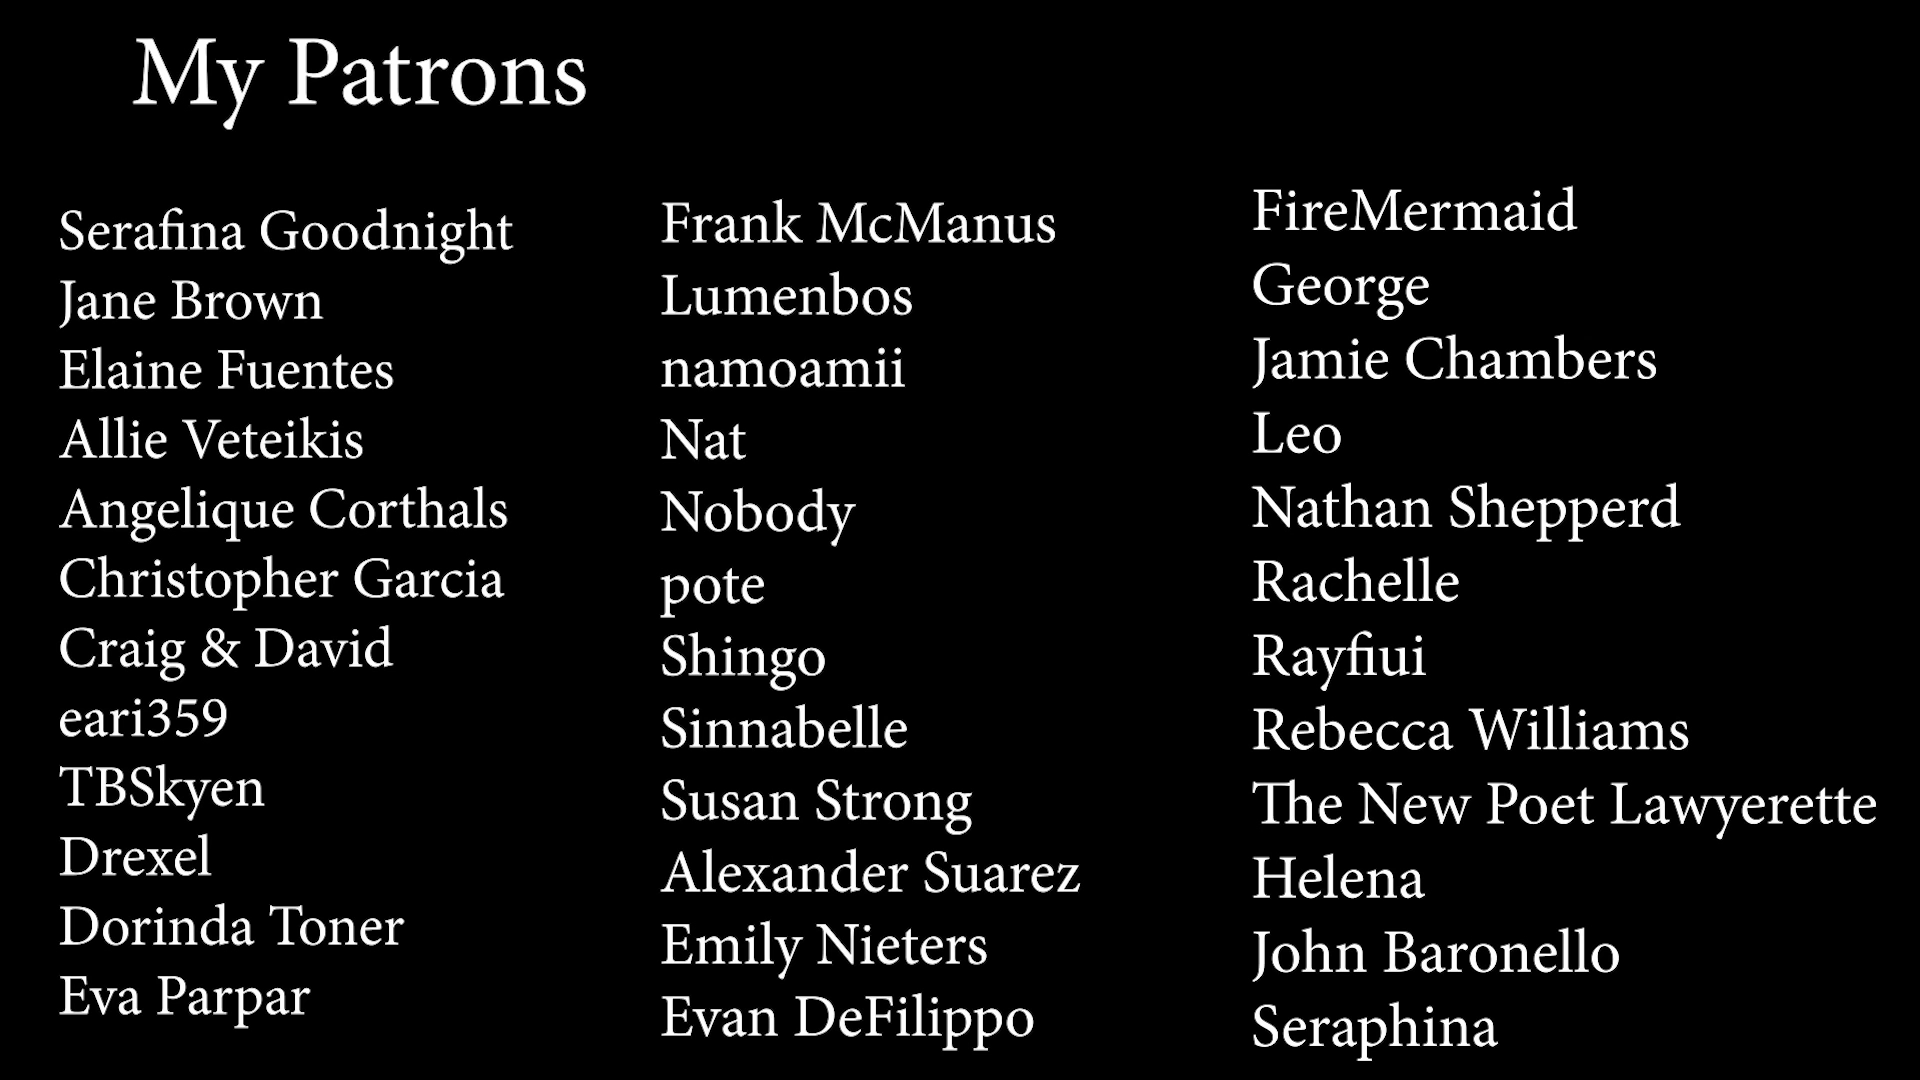 My Patrons
Serafina Goodnight
Jane Brown
Elaine Fuentes
Allie Veteikis
Angelique Corthals
Christopher Garcia
Craig & David
eari359
TBSkyen
Drexel
Dorinda Toner
Eva Parpar
Frank McManus
Lumenbos
namoamii
Nat
Nobody
pote
Shingo
Sinnabelle
Susan Strong
Alexander Suarez
Emily Nieters
Evan DeFilippo
FireMermaid
George
Jamie Chambers
Leo
Nathan Shepperd
Rachelle
Rayfiui
Rebecca Williams
The New Poet Lawyerette
Helena
John Baronello
Seraphina